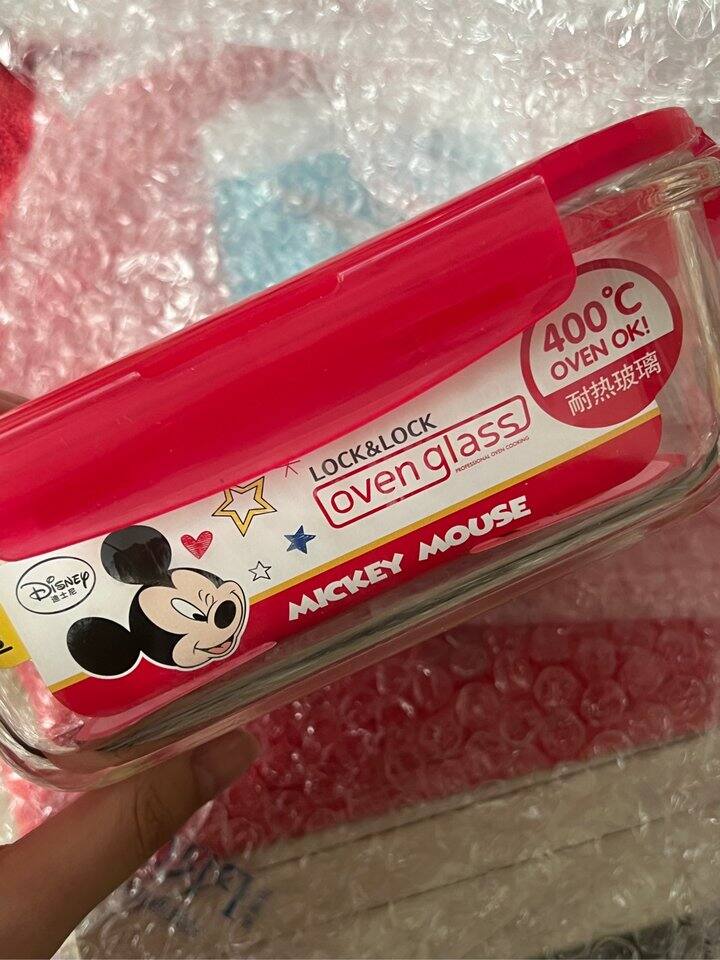 400°C
OVEN OK!
耐热玻璃
LOCK&LOCK
oven glass
PROFESSIONAL OVEN COOKING
Disney
迪士尼
MICKEY MOUSE